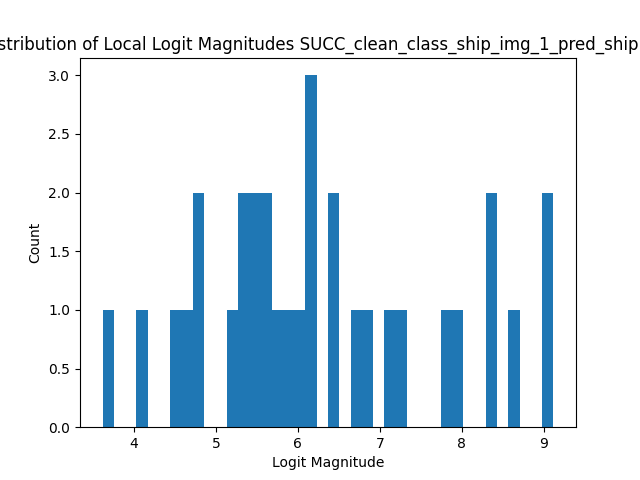 stribution of Local Logit Magnitudes SUCC_clean_class_ship_img_1_pred_ship
3.0
2.5
2.0
1.5
1.0
0.5
0.0
Count
4 5 6 7 8 9
Logit Magnitude